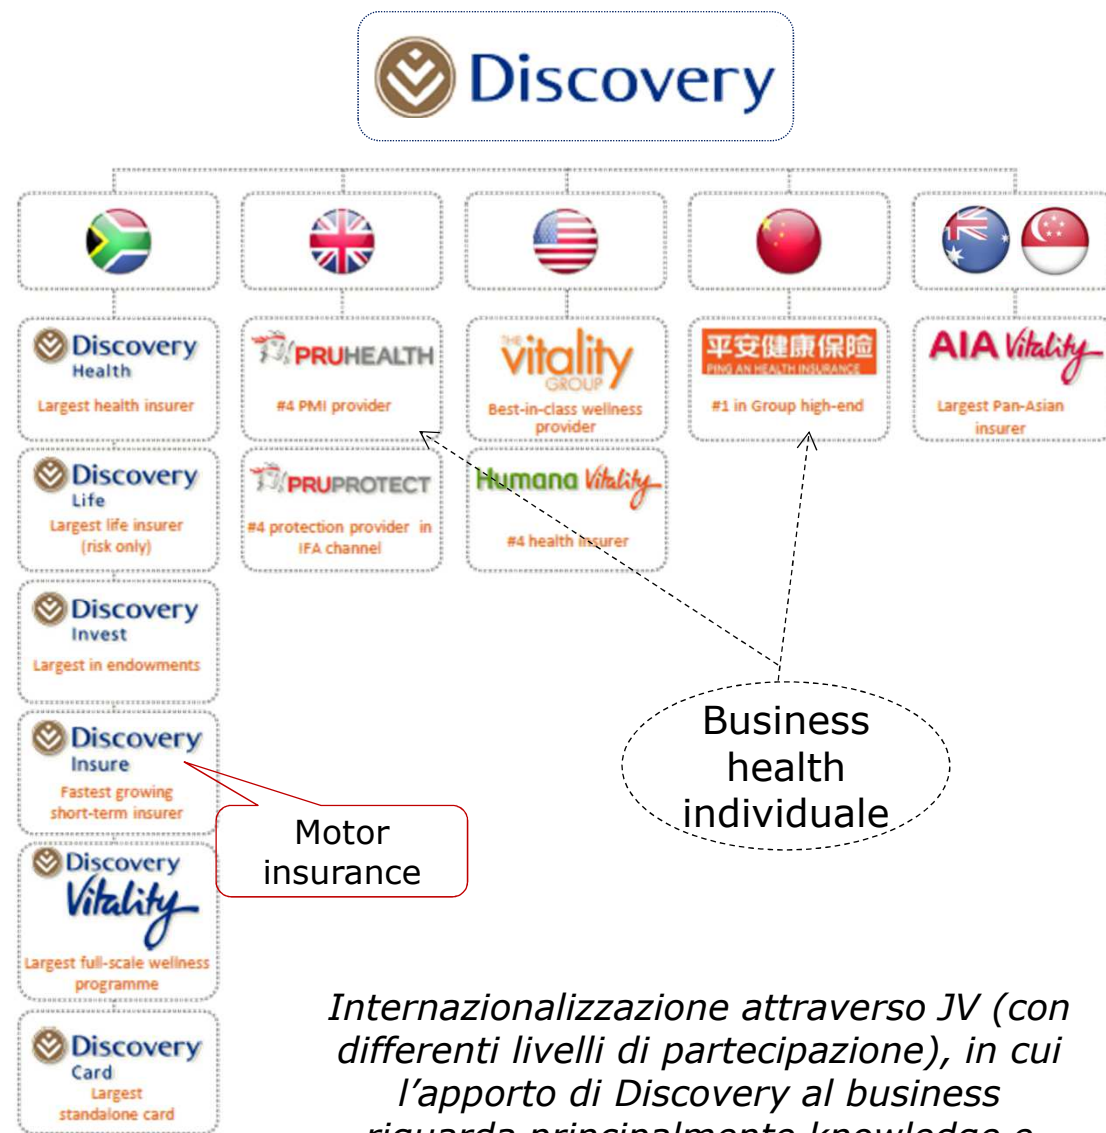 Discovery
Discovery
Health
Largest health insurer
Discovery
Life
Largest life insurer
(risk only)
Discovery
Invest
Largest in endowments
Discovery
Insure
Fastest growing
short-term insurer
Discovery
Vitality
Largest full-scale wellness
programme
Discovery
Card
Largest
standalone card
PRUHEALTH
#4 PMI provider
PRUPROTECT
#4 protection provider in
IFA channel
THE
vitality
GROUP
Best-in-class wellness
provider
Humana Vitality
#4 health insurer
平安健康保险
PING AN HEALTH INSURANCE
#1 in Group high-end
AIA Vitality
Largest Pan-Asian
insurer
Business
health
individuale
Motor
insurance
Internazionalizzazione attraverso JV (con
differenti livelli di partecipazione), in cui
l’apporto di Discovery al business
riguarda principalmente knowledge e